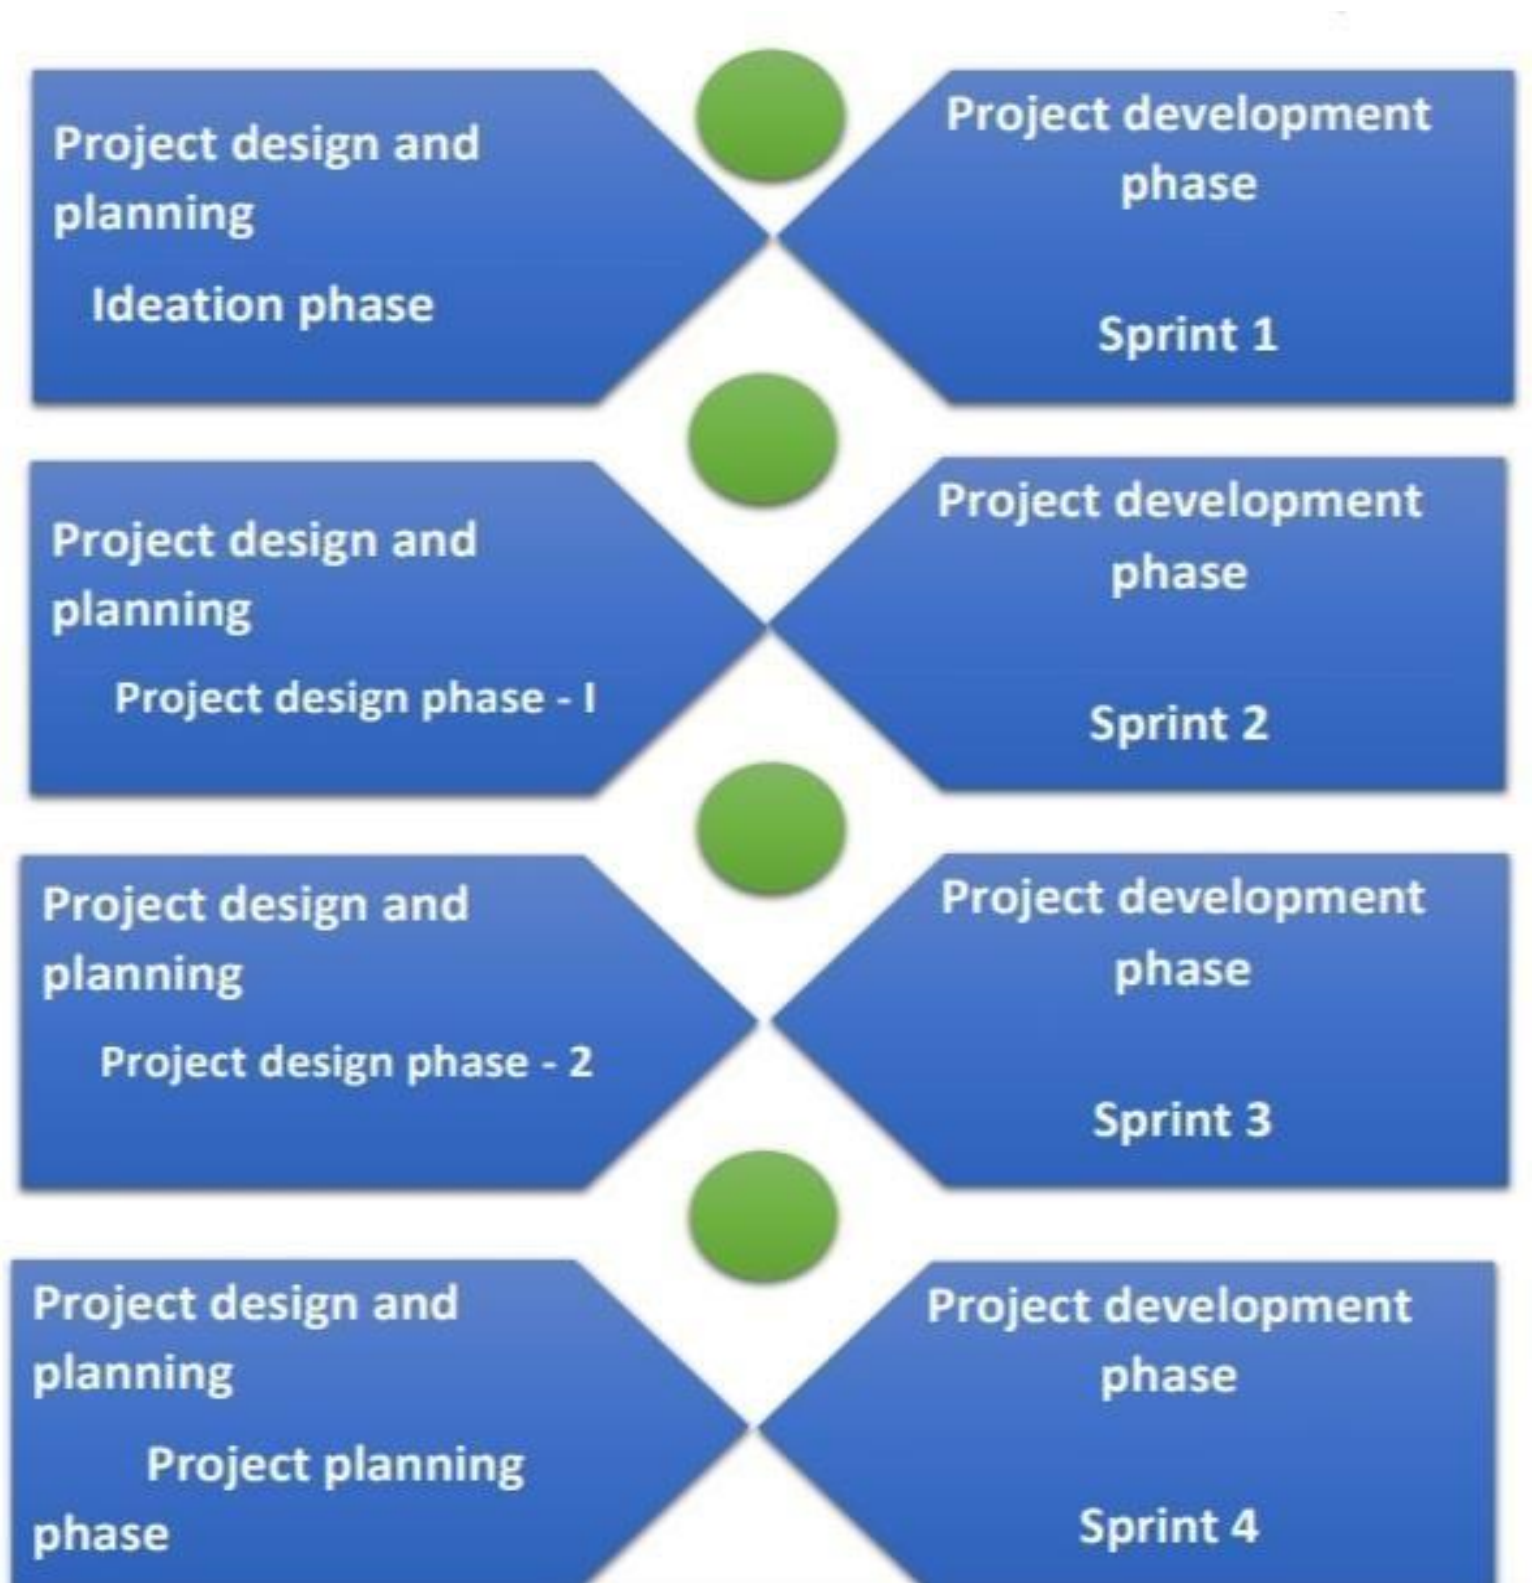 Project design and
planning
Ideation phase
Project development
phase
Sprint 1
Project design and
planning
Project design phase - I
Project development
phase
Sprint 2
Project design and
planning
Project design phase - 2
Project development
phase
Sprint 3
Project design and
planning
Project planning
phase
Project development
phase
Sprint 4